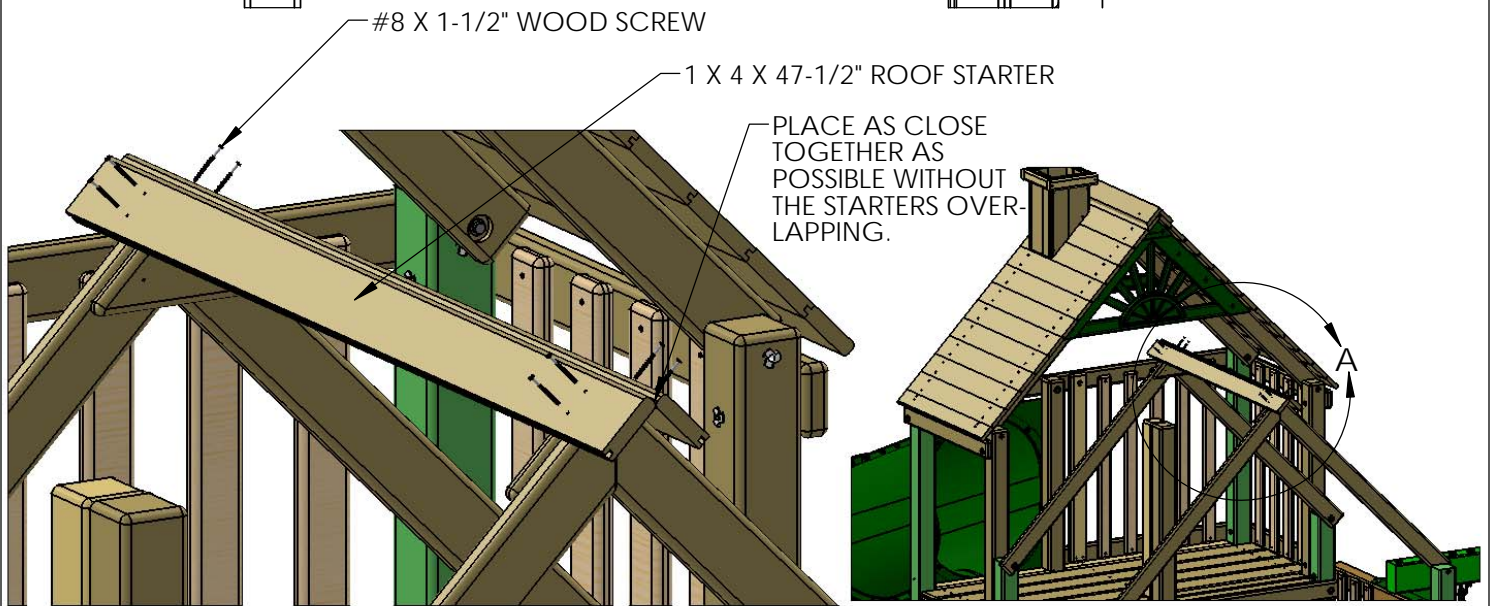 #8 X 1-1/2" WOOD SCREW
1 X 4 X 47-1/2" ROOF STARTER
PLACE AS CLOSE
TOGETHER AS
POSSIBLE WITHOUT
THE STARTERS OVER-
LAPPING.
A